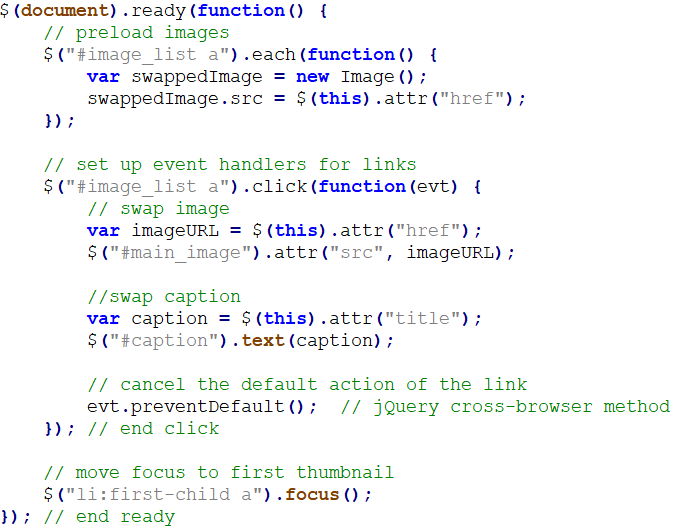 $(document).ready(function() {
    // preload images
    $("#image_list a").each(function() {
        var swappedImage = new Image();
        swappedImage.src = $(this).attr("href");
    });

    // set up event handlers for links
    $("#image_list a").click(function(evt) {
        // swap image
        var imageURL = $(this).attr("href");
        $("#main_image").attr("src", imageURL);

        //swap caption
        var caption = $(this).attr("title");
        $("#caption").text(caption);

        // cancel the default action of the link
        evt.preventDefault();  // jQuery cross-browser method
    }); // end click

    // move focus to first thumbnail
    $("li:first-child a").focus();
}); // end ready